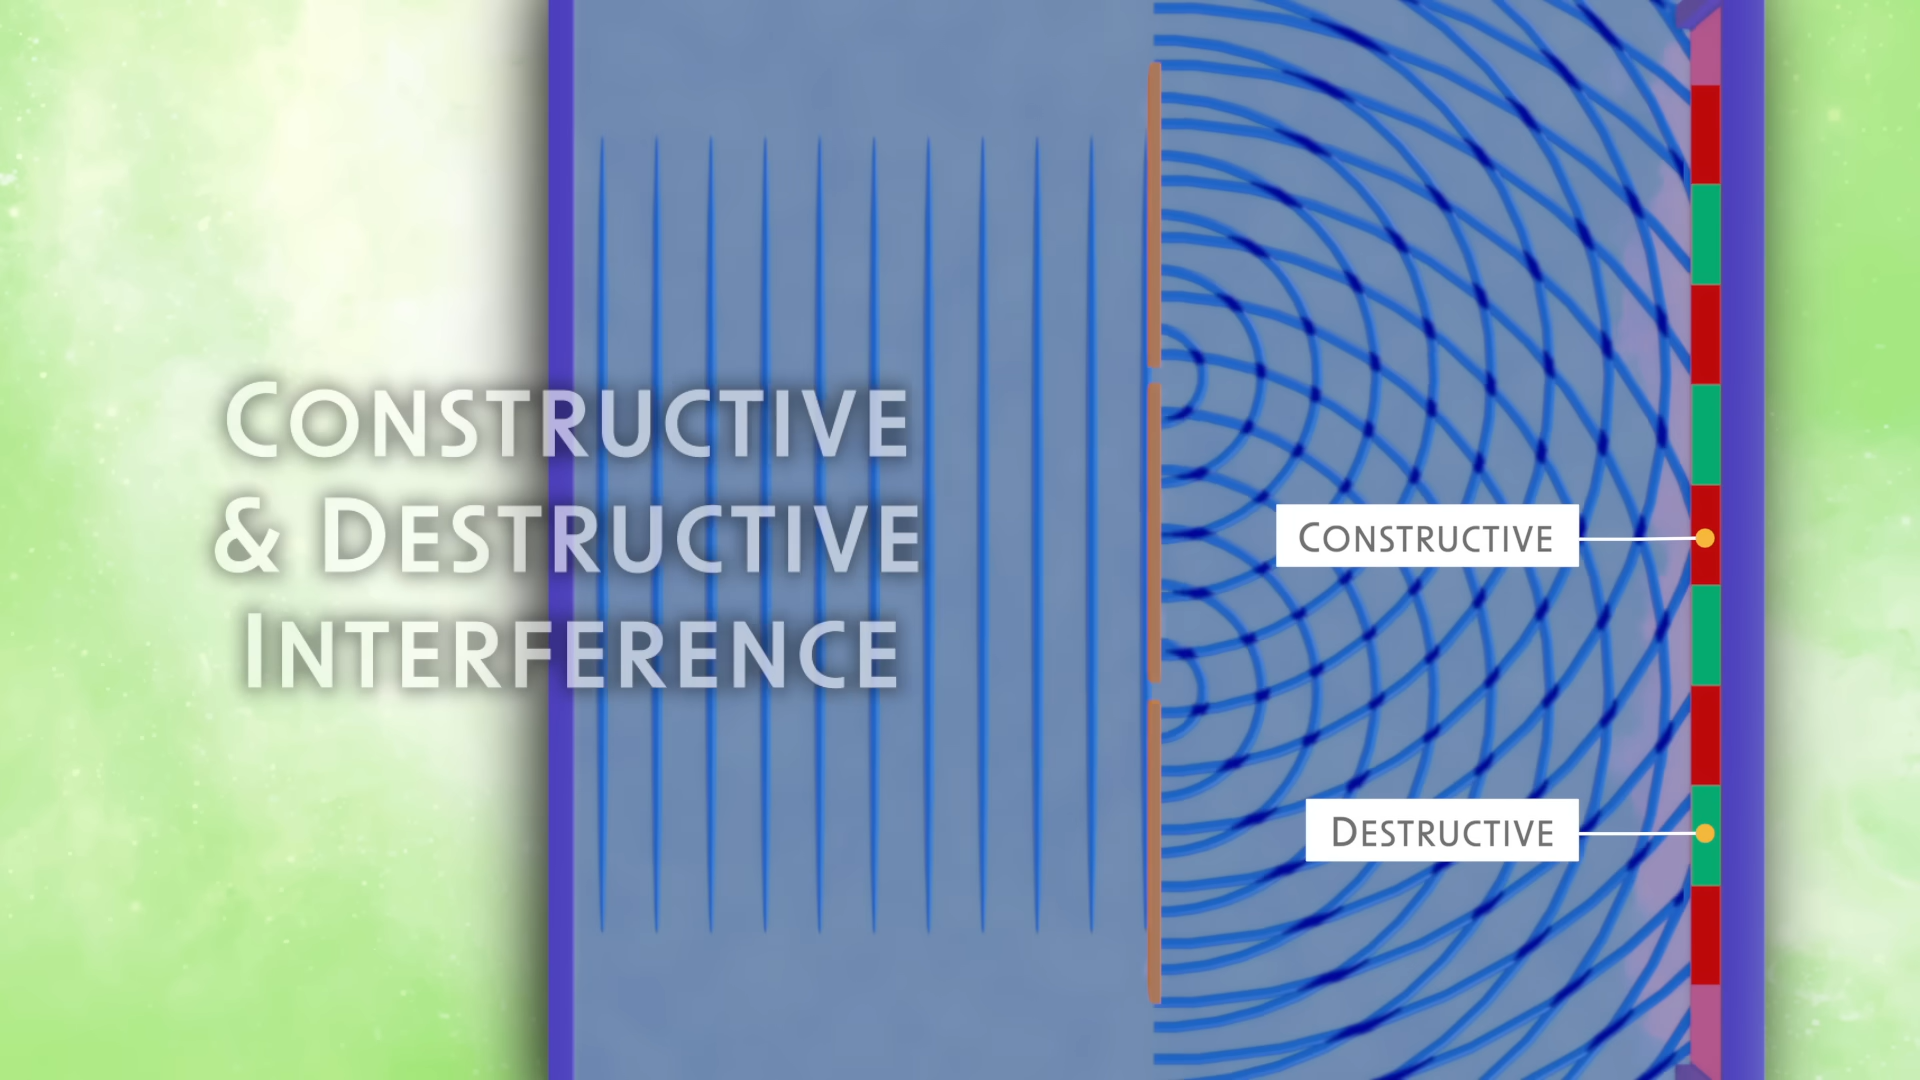 Constructive
& Destructive
Interference
Constructive
Destructive